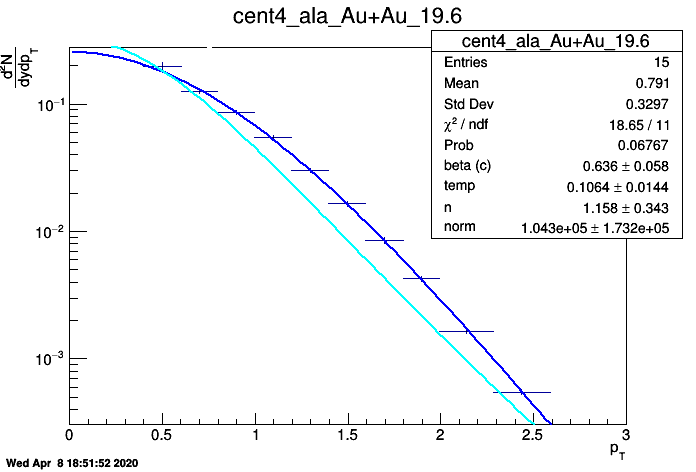 cent4_ala_Au+Au_19.6
cent4_ala_Au+Au_19.6
Entries 15
Mean 0.791
Std Dev 0.3297
χ² / ndf 18.65 / 11
Prob 0.06767
beta (c) 0.636 ± 0.058
temp 0.1064 ± 0.0144
n 1.158 ± 0.343
norm 1.043e+05 ± 1.732e+05
d²N
dydp_T
10⁻¹
10⁻²
10⁻³
0 0.5 1 1.5 2 2.5 3
p_T
Wed Apr 8 18:51:52 2020